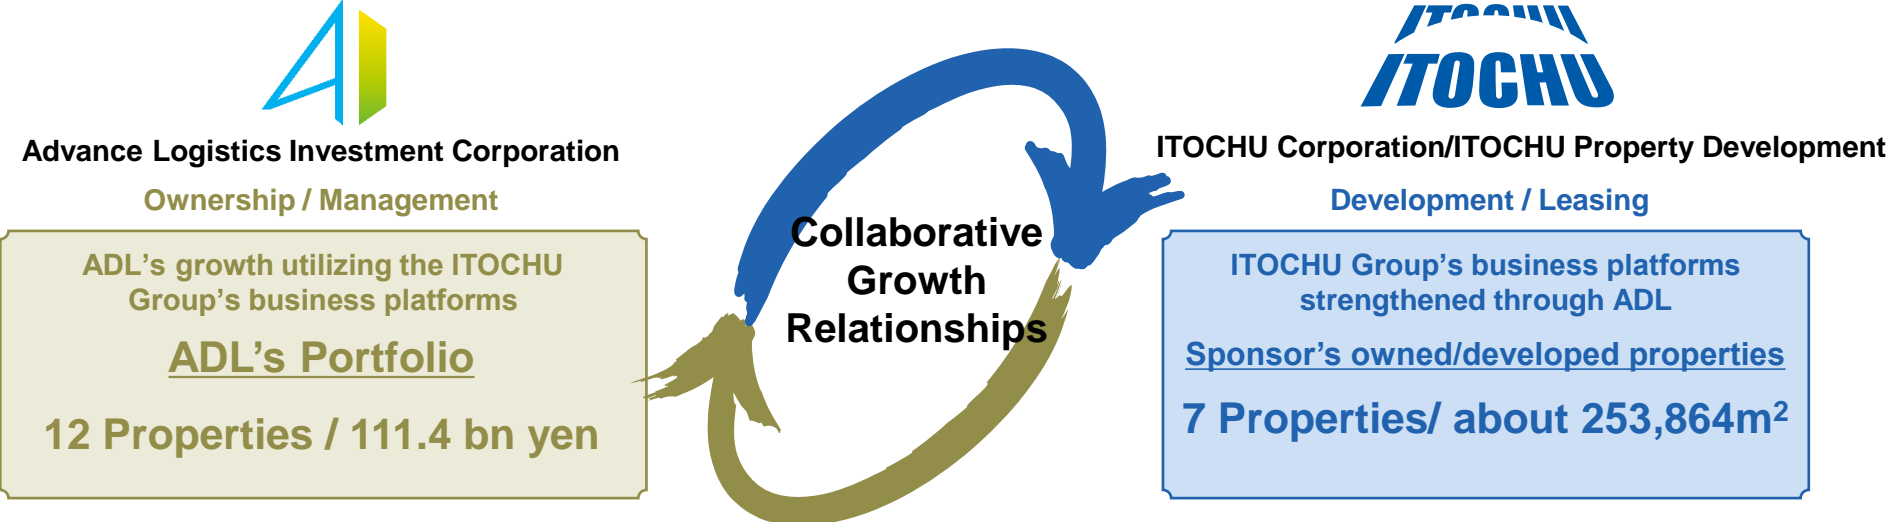 Advance Logistics Investment Corporation
Ownership / Management
ADL’s growth utilizing the ITOCHU
Group’s business platforms
ADL’s Portfolio
12 Properties / 111.4 bn yen
Collaborative
Growth
Relationships
ITOCHU
ITOCHU
ITOCHU Corporation/ITOCHU Property Development
Development / Leasing
ITOCHU Group’s business platforms
strengthened through ADL
Sponsor’s owned/developed properties
7 Properties/ about 253,864m²